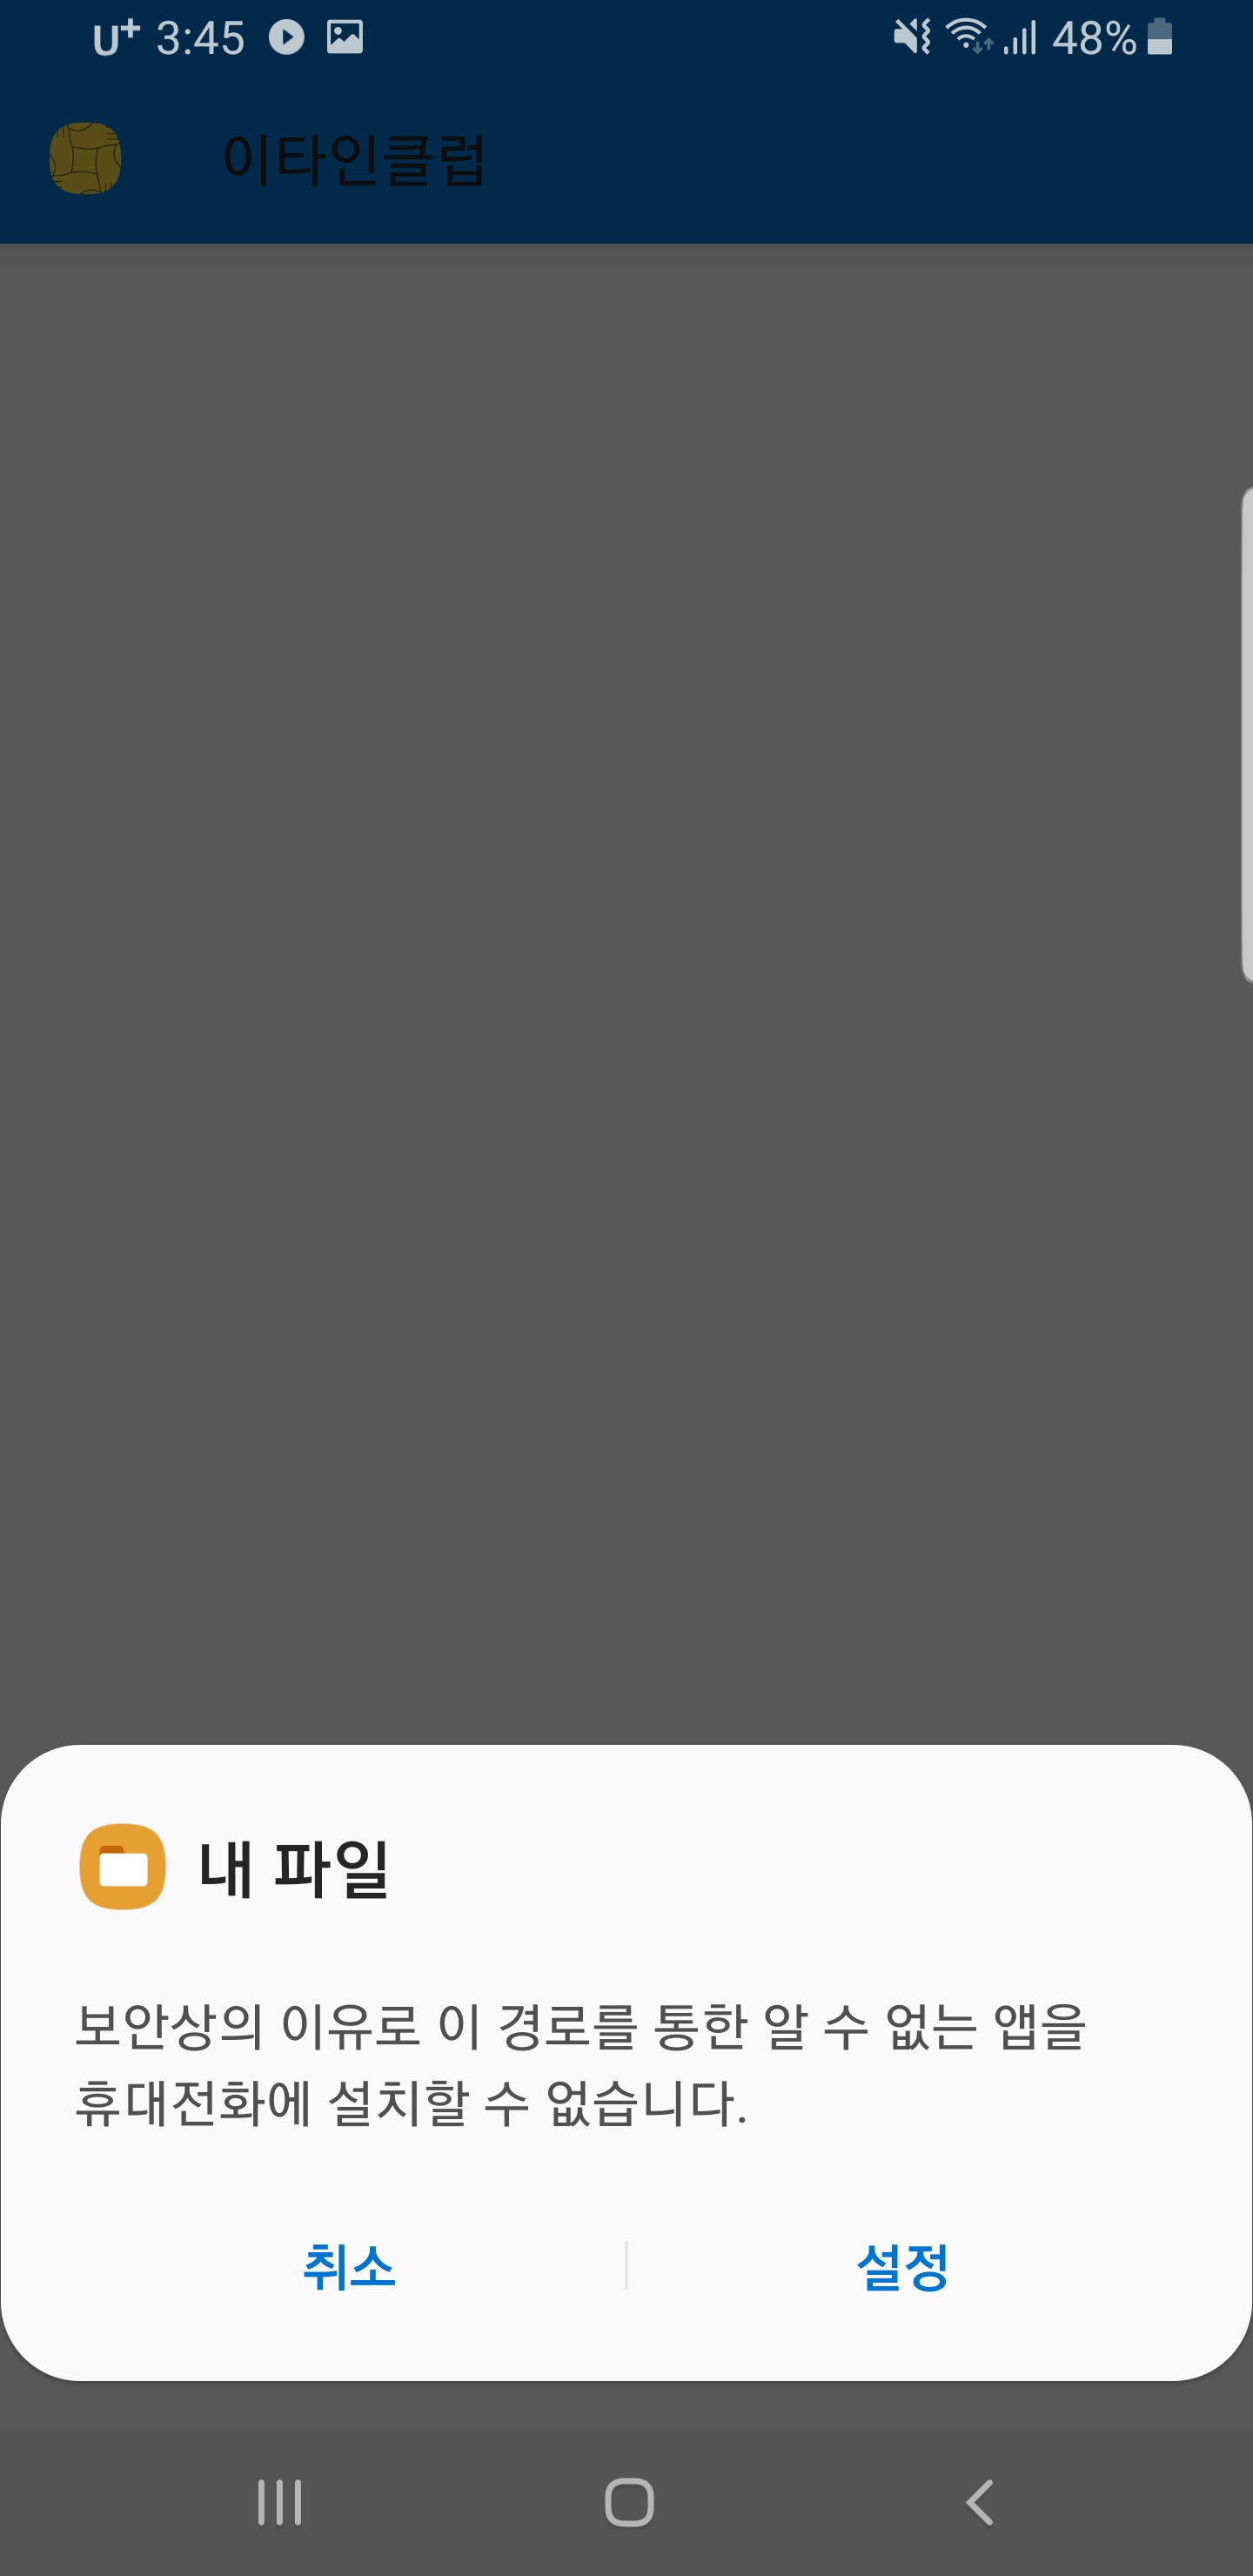 U+ 3:45 48%
이타인클럽
내 파일
보안상의 이유로 이 경로를 통한 알 수 없는 앱을
휴대전화에 설치할 수 없습니다.
취소 설정